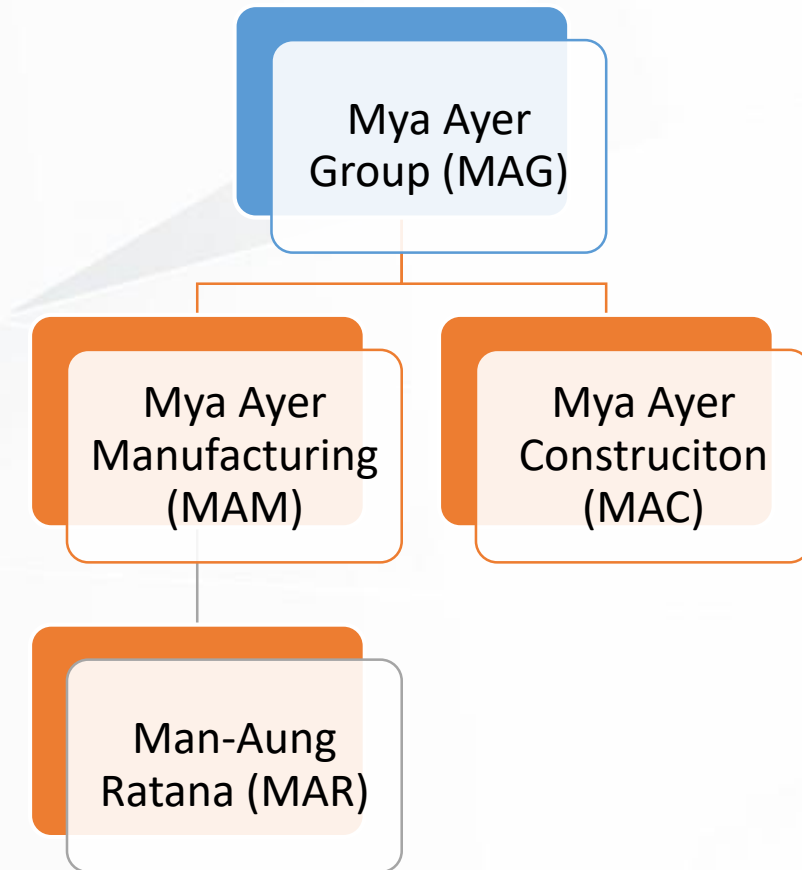 Mya Ayer
Group (MAG)
Mya Ayer
Manufacturing
(MAM)
Mya Ayer
Construciton
(MAC)
Man-Aung
Ratana (MAR)